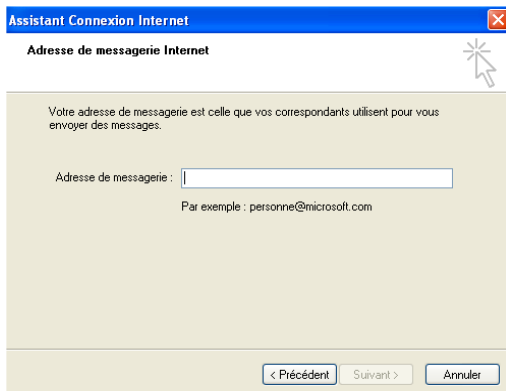 Assistant Connexion Internet
Adresse de messagerie Internet
Votre adresse de messagerie est celle que vos correspondants utilisent pour vous
envoyer des messages.
Adresse de messagerie :
Par exemple : personne@microsoft.com
< Précédent Suivant > Annuler